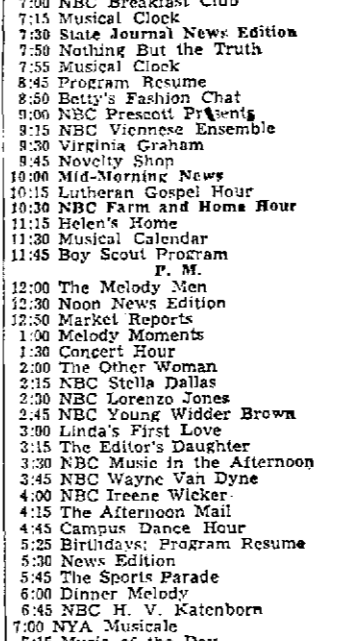 7:00 NBC Breakfast Club
7:15 Musical Clock
7:30 State Journal News Edition
7:50 Nothing But the Truth
7:55 Musical Clock
8:45 Program Resume
8:50 Betty's Fashion Chat
9:00 NBC Prescott Presents
9:15 NBC Viennese Ensemble
9:30 Virginia Graham
9:45 Novelty Shop
10:00 Mid-Morning News
10:15 Lutheran Gospel Hour
10:30 NBC Farm and Home Hour
11:15 Helen's Home
11:30 Musical Calendar
11:45 Boy Scout Program
P. M.
12:00 The Melody Men
12:30 Noon News Edition
12:50 Market Reports
1:00 Melody Moments
1:30 Concert Hour
2:00 The Other Woman
2:15 NBC Stella Dallas
2:30 NBC Lorenzo Jones
2:45 NBC Young Widder Brown
3:00 Linda's First Love
3:15 The Editor's Daughter
3:30 NBC Music in the Afternoon
3:45 NBC Wayne Van Dyne
4:00 NBC Ireene Wicker
4:15 The Afternoon Mail
4:45 Campus Dance Hour
5:25 Birthdays; Program Resume
5:30 News Edition
5:45 The Sports Parade
6:00 Dinner Melody
6:45 NBC H. V. Katenborn
7:00 NYA Musicale
Music of the Day